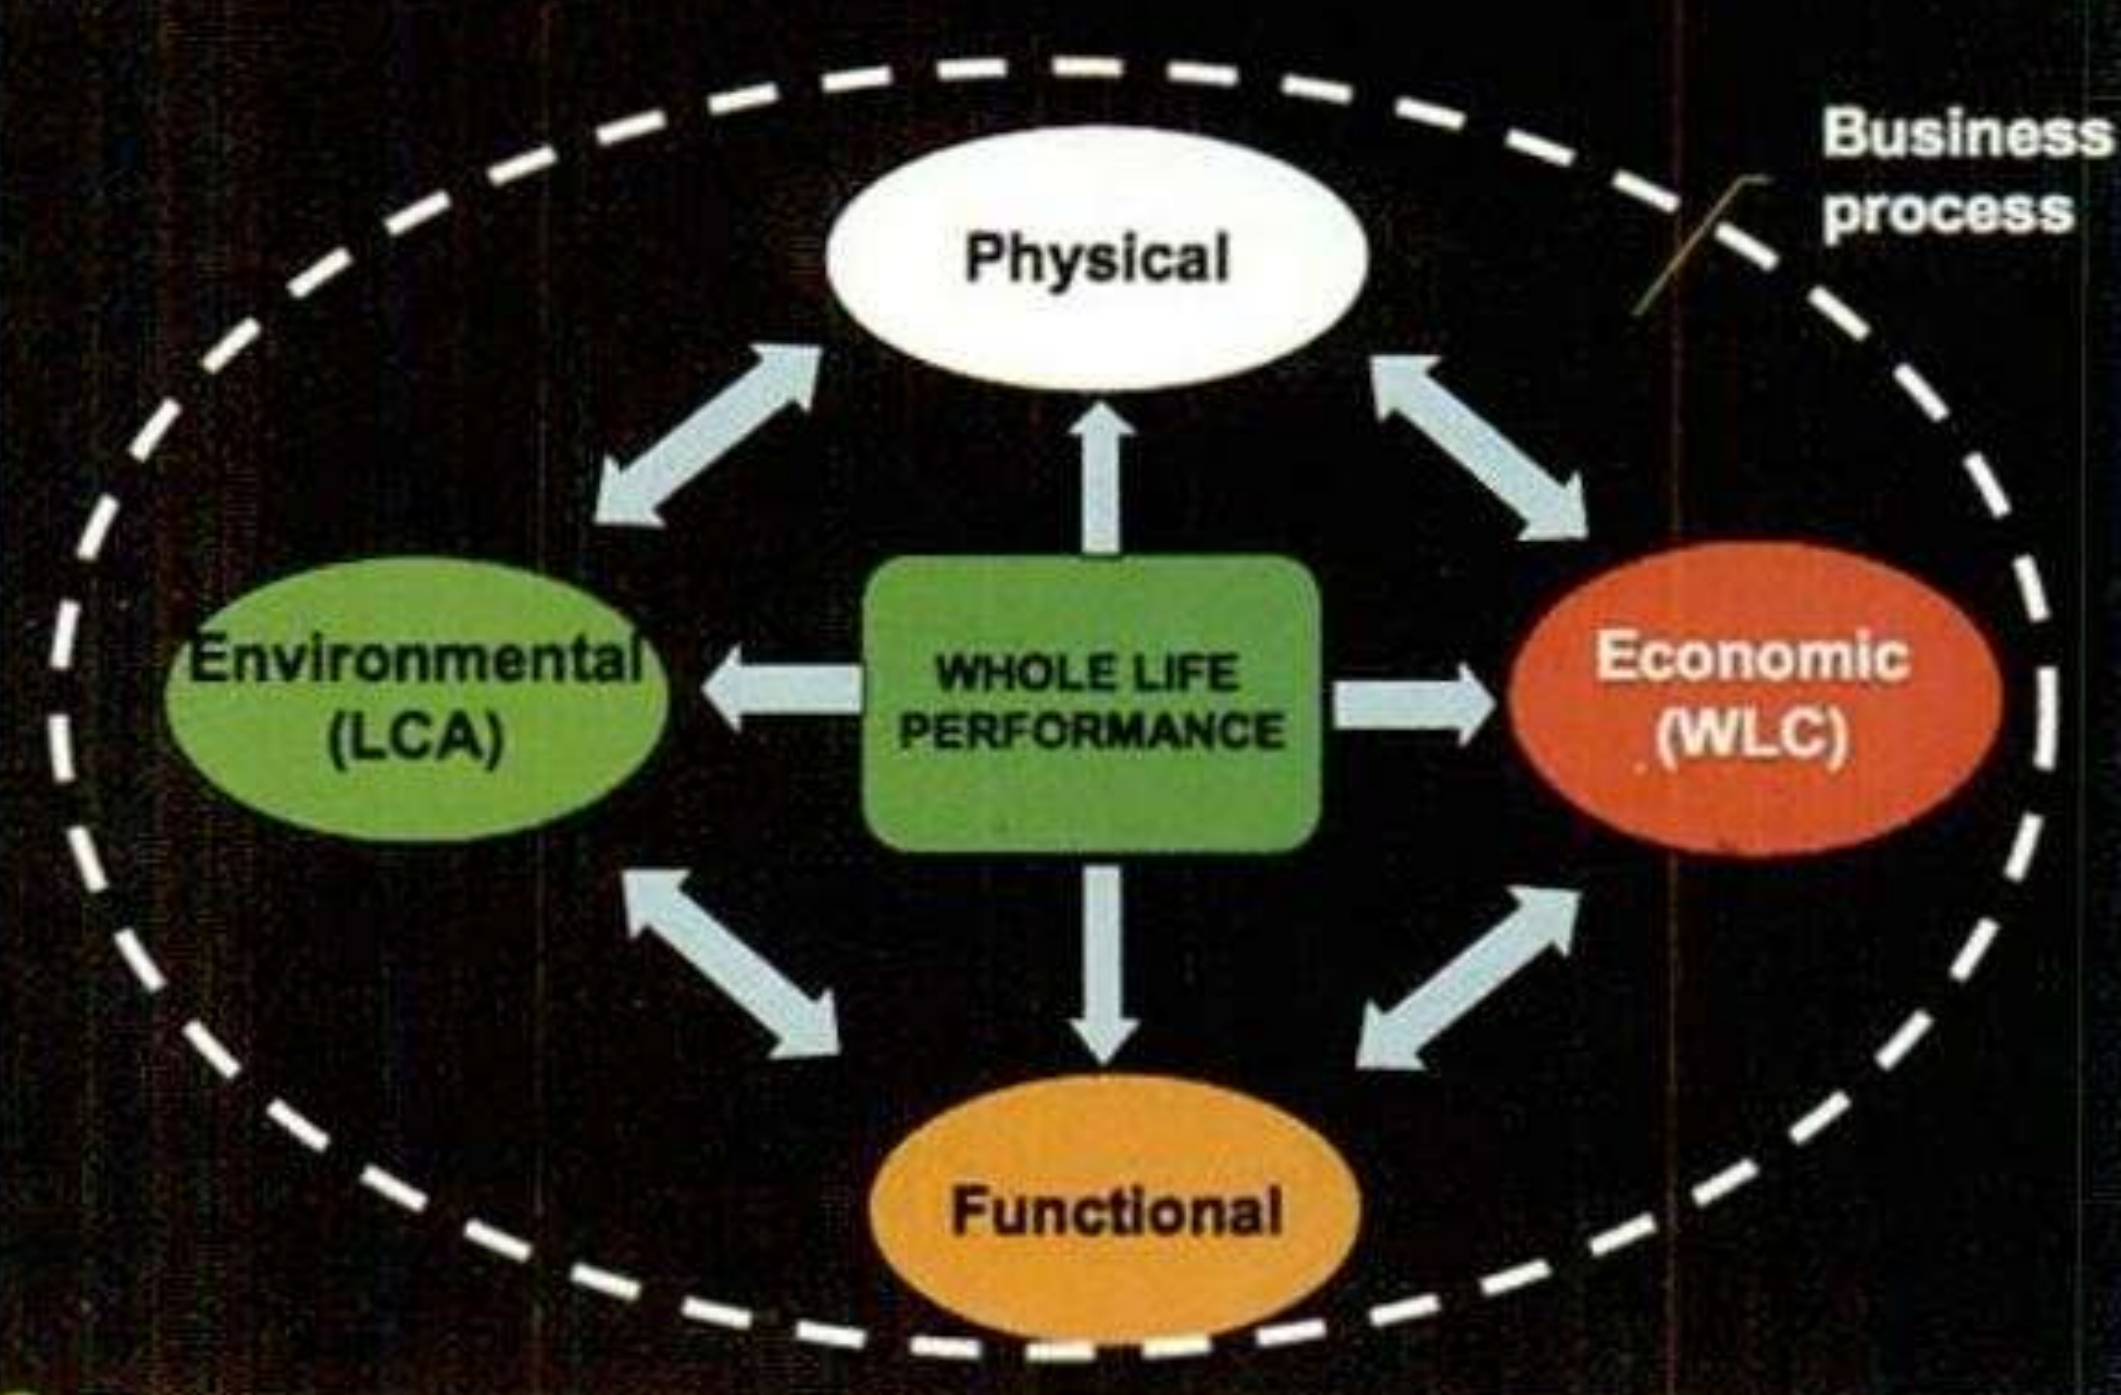 Business
process
Physical
Environmental
(LCA)
WHOLE LIFE
PERFORMANCE
Economic
(WLC)
Functional